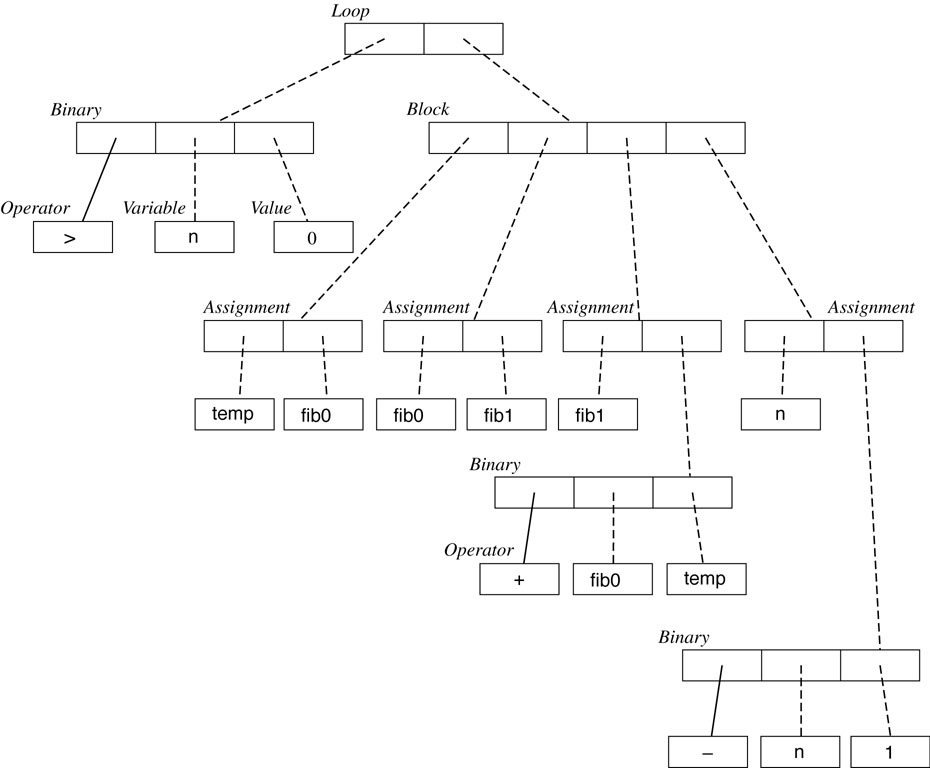 Loop
Binary
Block
Operator
Variable
Value
>
n
0
Assignment
Assignment
Assignment
Assignment
temp
fib0
fib0
fib1
fib1
n
Binary
Operator
+
fib0
temp
Binary
–
n
1